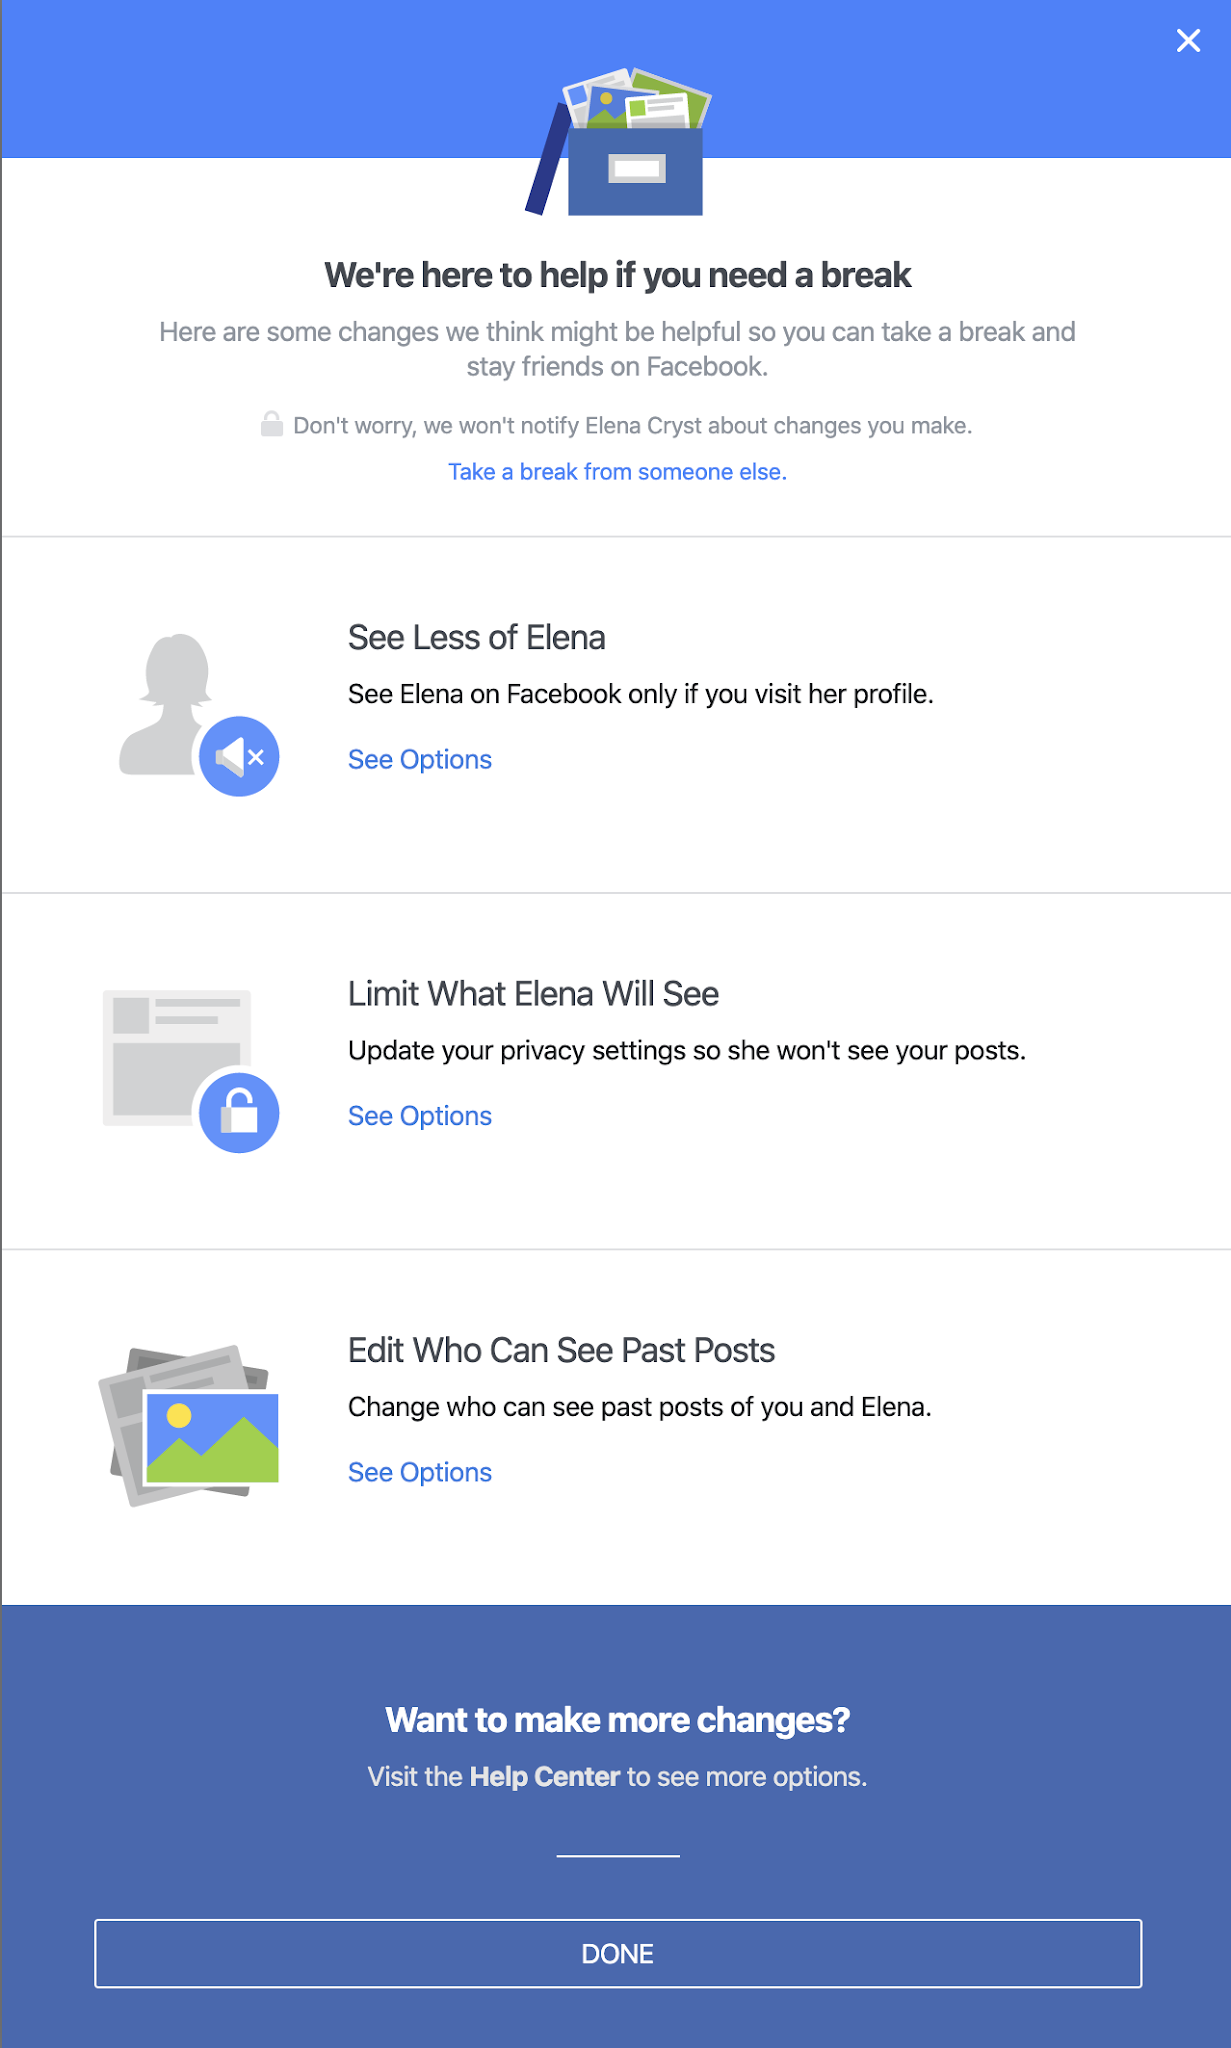 We're here to help if you need a break
Here are some changes we think might be helpful so you can take a break and
stay friends on Facebook.
Don't worry, we won't notify Elena Cryst about changes you make.
Take a break from someone else.
See Less of Elena
See Elena on Facebook only if you visit her profile.
See Options
Limit What Elena Will See
Update your privacy settings so she won't see your posts.
See Options
Edit Who Can See Past Posts
Change who can see past posts of you and Elena.
See Options
Want to make more changes?
Visit the Help Center to see more options.
DONE